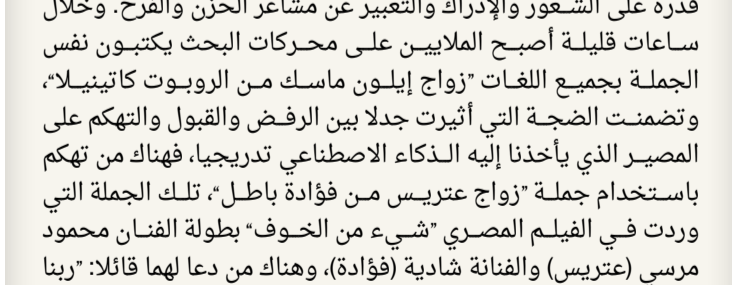 قدرة على الشعور والإدراك والتعبير عن مشاعر الحزن والفرح. وخلال
ساعات قليلة أصبح الملايين على محركات البحث يكتبون نفس
الجملة بجميع اللغات "زواج إيلون ماسك من الروبوت كاتينيلا"،
وتضمنت الضجة التي أثيرت جدلا بين الرفض والقبول والتهكم على
المصير الذي يأخذنا إليه الذكاء الاصطناعي تدريجيا، فهناك من تهكم
باستخدام جملة "زواج عتريس من فؤادة باطل"، تلك الجملة التي
وردت في الفيلم المصري "شيء من الخوف" بطولة الفنان محمود
مرسي (عتريس) والفنانة شادية (فؤادة)، وهناك من دعا لهما قائلا: "ربنا